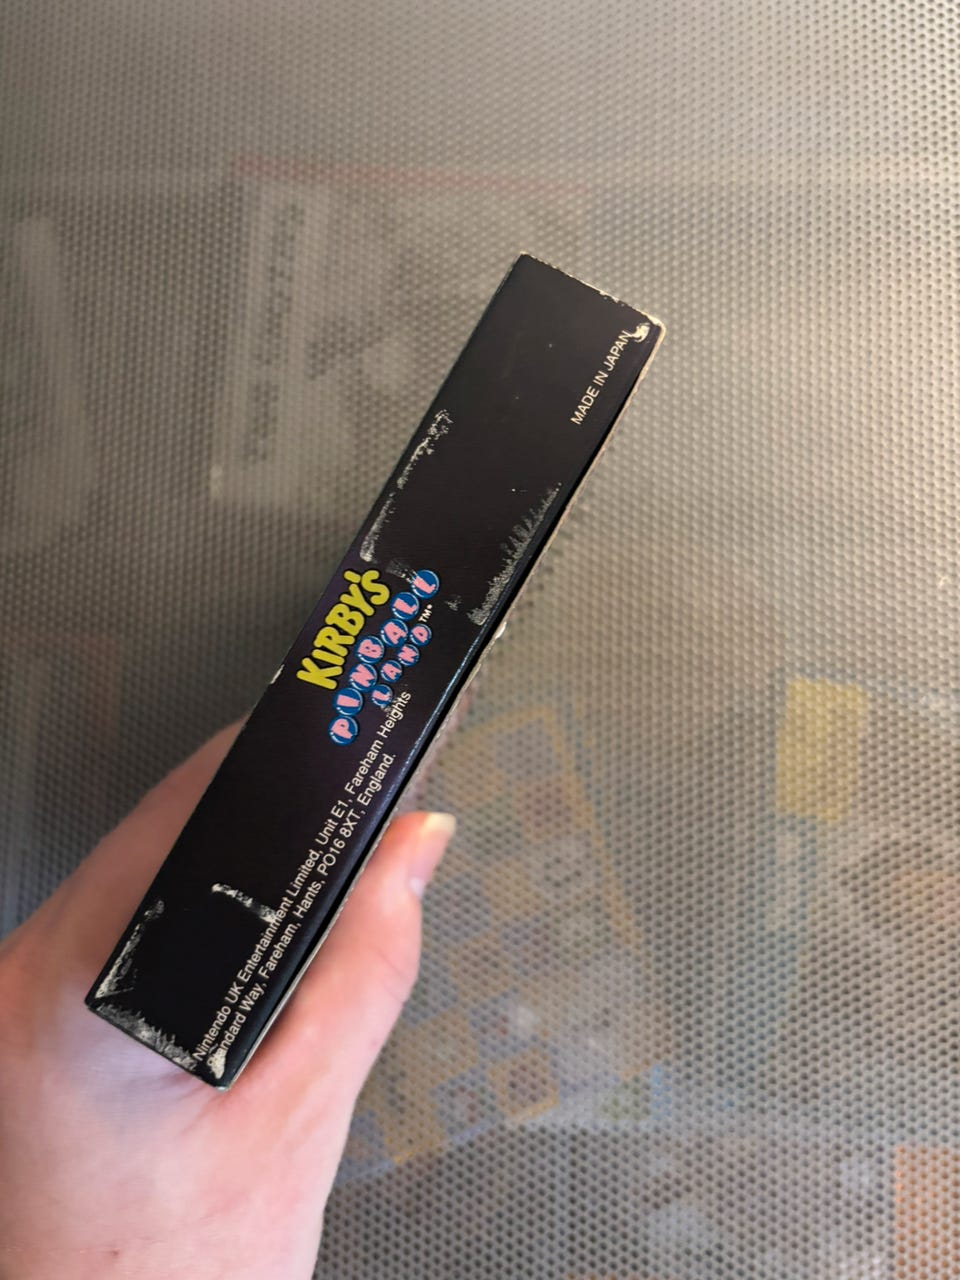 MADE IN JAPAN
KIRBY'S
PINBALL
LAND™
Nintendo UK Entertainment Limited, Unit E1, Fareham Heights
Standard Way, Fareham, Hants, PO16 8XT, England.